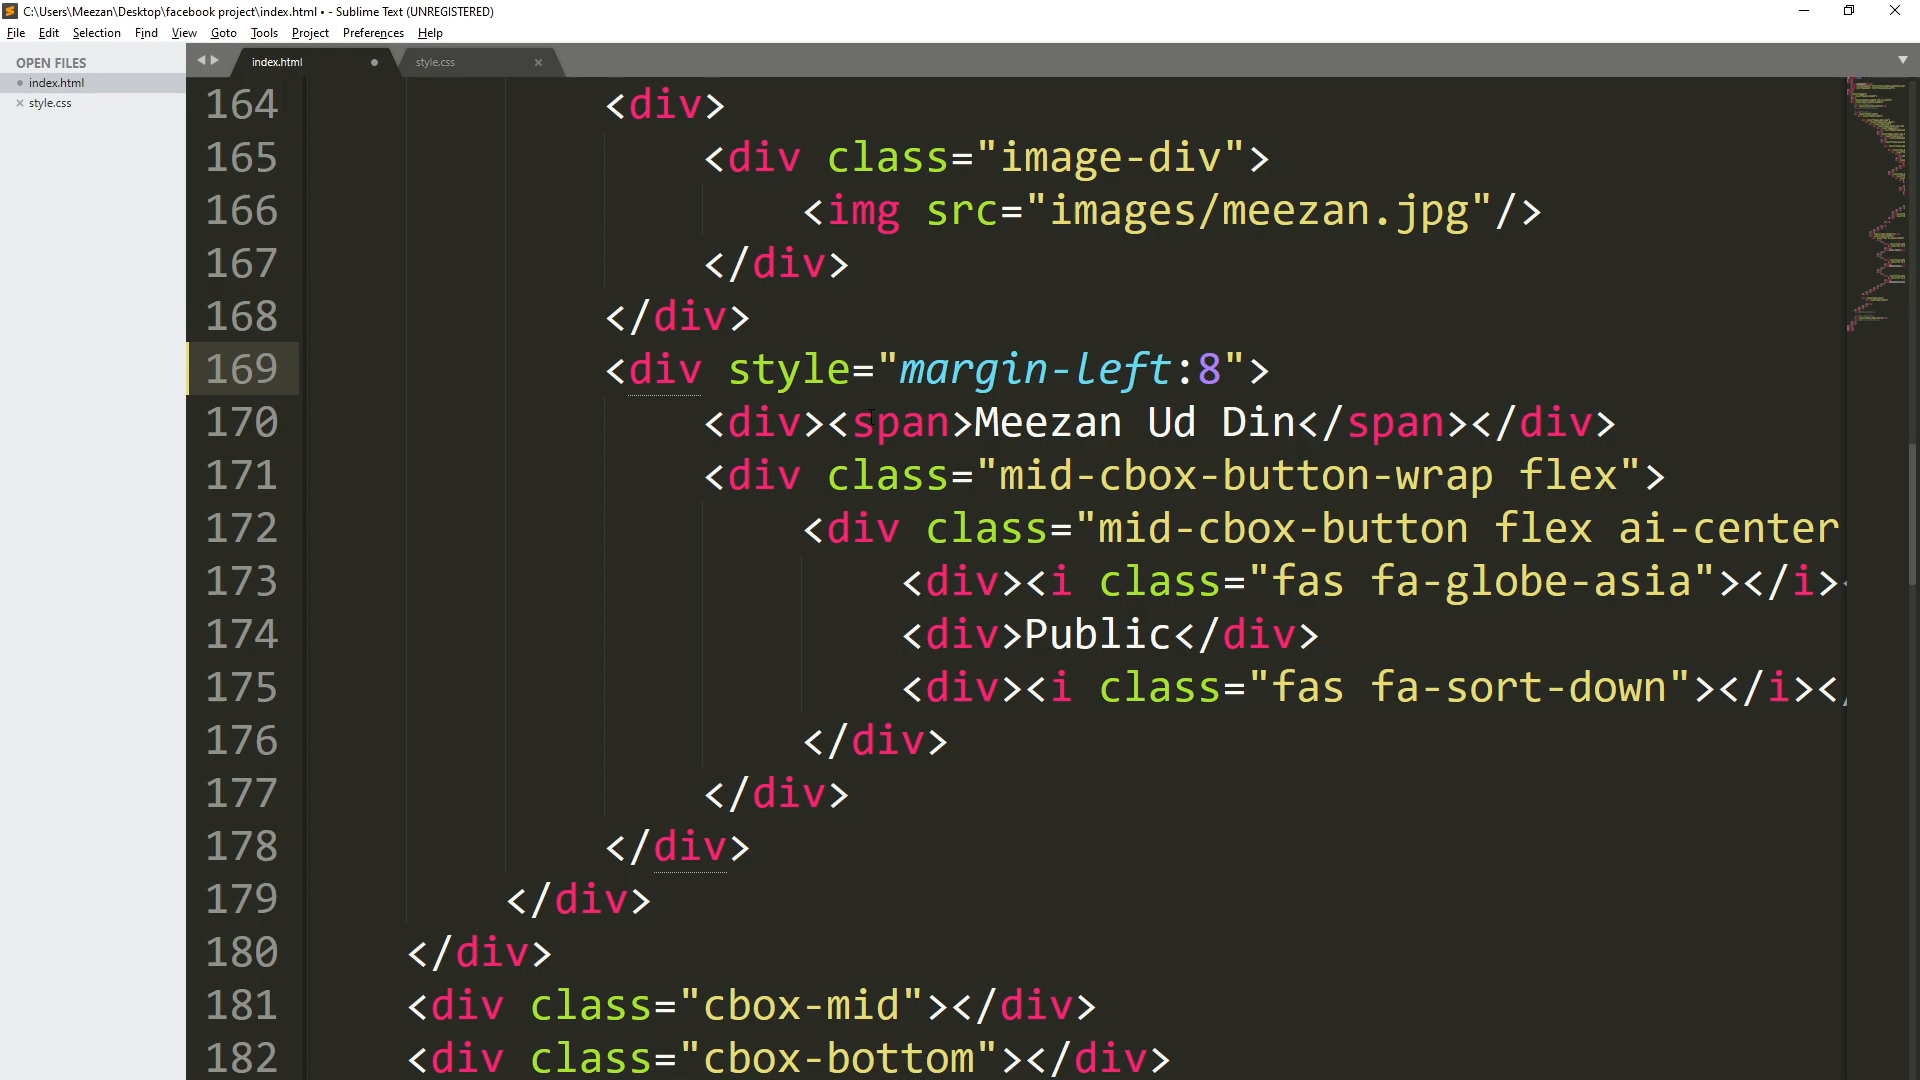 C:\Users\Meezan\Desktop\facebook project\index.html • - Sublime Text (UNREGISTERED)
File Edit Selection Find View Goto Tools Project Preferences Help
OPEN FILES
index.html
style.css
index.html style.css
164 <div>
165 <div class="image-div">
166 <img src="images/meezan.jpg"/>
167 </div>
168 </div>
169 <div style="margin-left:8">
170 <div><span>Meezan Ud Din</span></div>
171 <div class="mid-cbox-button-wrap flex">
172 <div class="mid-cbox-button flex ai-center
173 <div><i class="fas fa-globe-asia"></i><
174 <div>Public</div>
175 <div><i class="fas fa-sort-down"></i></
176 </div>
177 </div>
178 </div>
179 </div>
180 </div>
181 <div class="cbox-mid"></div>
182 <div class="cbox-bottom"></div>